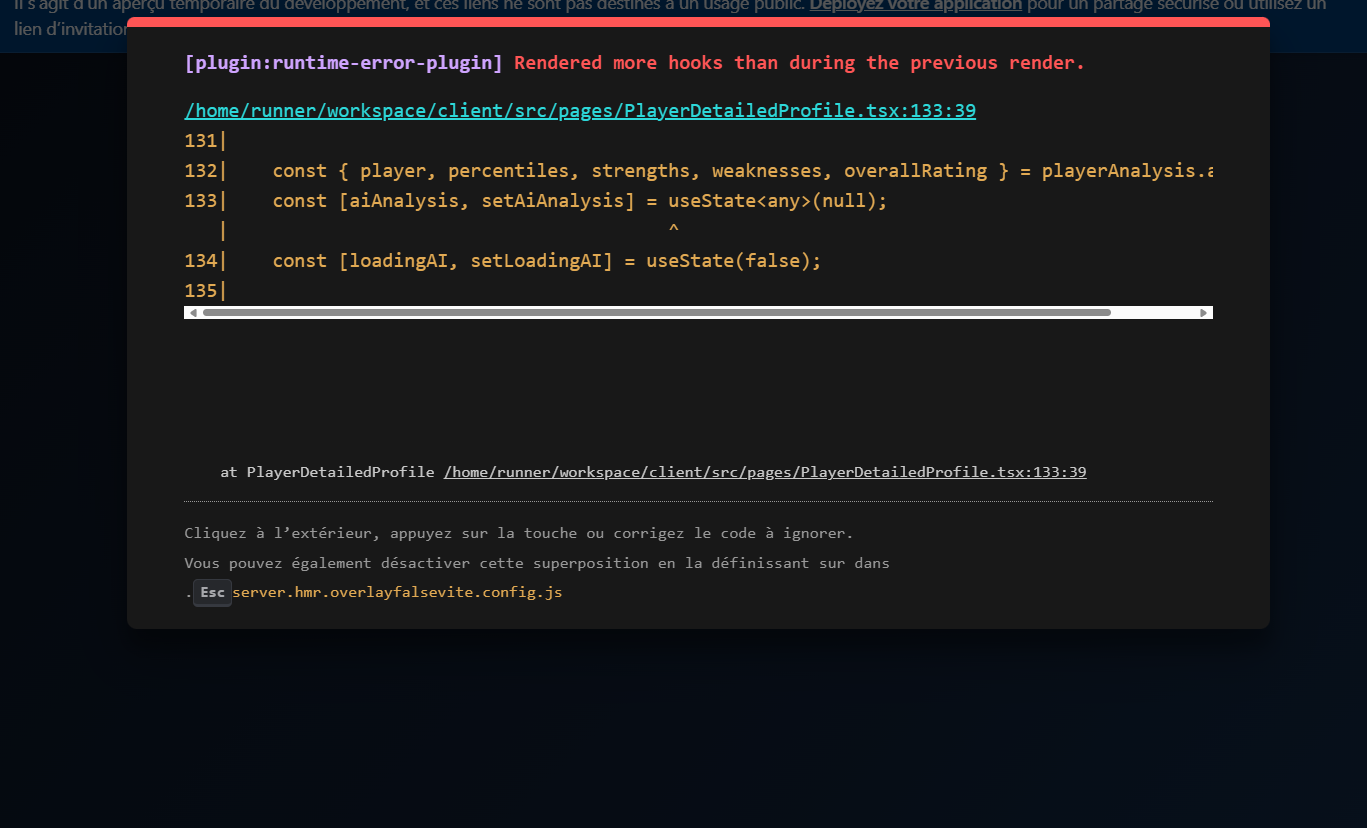 Il s'agit d'un aperçu temporaire du développement, et ces liens ne sont pas destinés à un usage public. Déployez votre application pour un partage sécurisé ou utilisez un
lien d'invitation
[plugin:runtime-error-plugin] Rendered more hooks than during the previous render.
/home/runner/workspace/client/src/pages/PlayerDetailedProfile.tsx:133:39
131|
132|    const { player, percentiles, strengths, weaknesses, overallRating } = playerAnalysis.a
133|    const [aiAnalysis, setAiAnalysis] = useState<any>(null);
   |                                        ^
134|    const [loadingAI, setLoadingAI] = useState(false);
135|
at PlayerDetailedProfile /home/runner/workspace/client/src/pages/PlayerDetailedProfile.tsx:133:39
Cliquez à l’extérieur, appuyez sur la touche ou corrigez le code à ignorer.
Vous pouvez également désactiver cette superposition en la définissant sur dans
.Esc server.hmr.overlayfalsevite.config.js